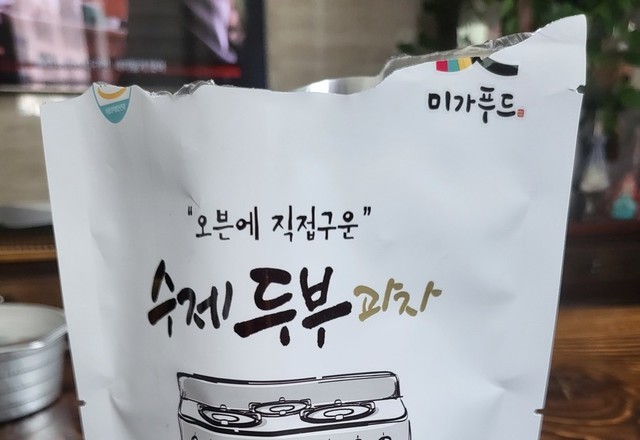 미가푸드
"오븐에 직접구운"
수제 두부 과자